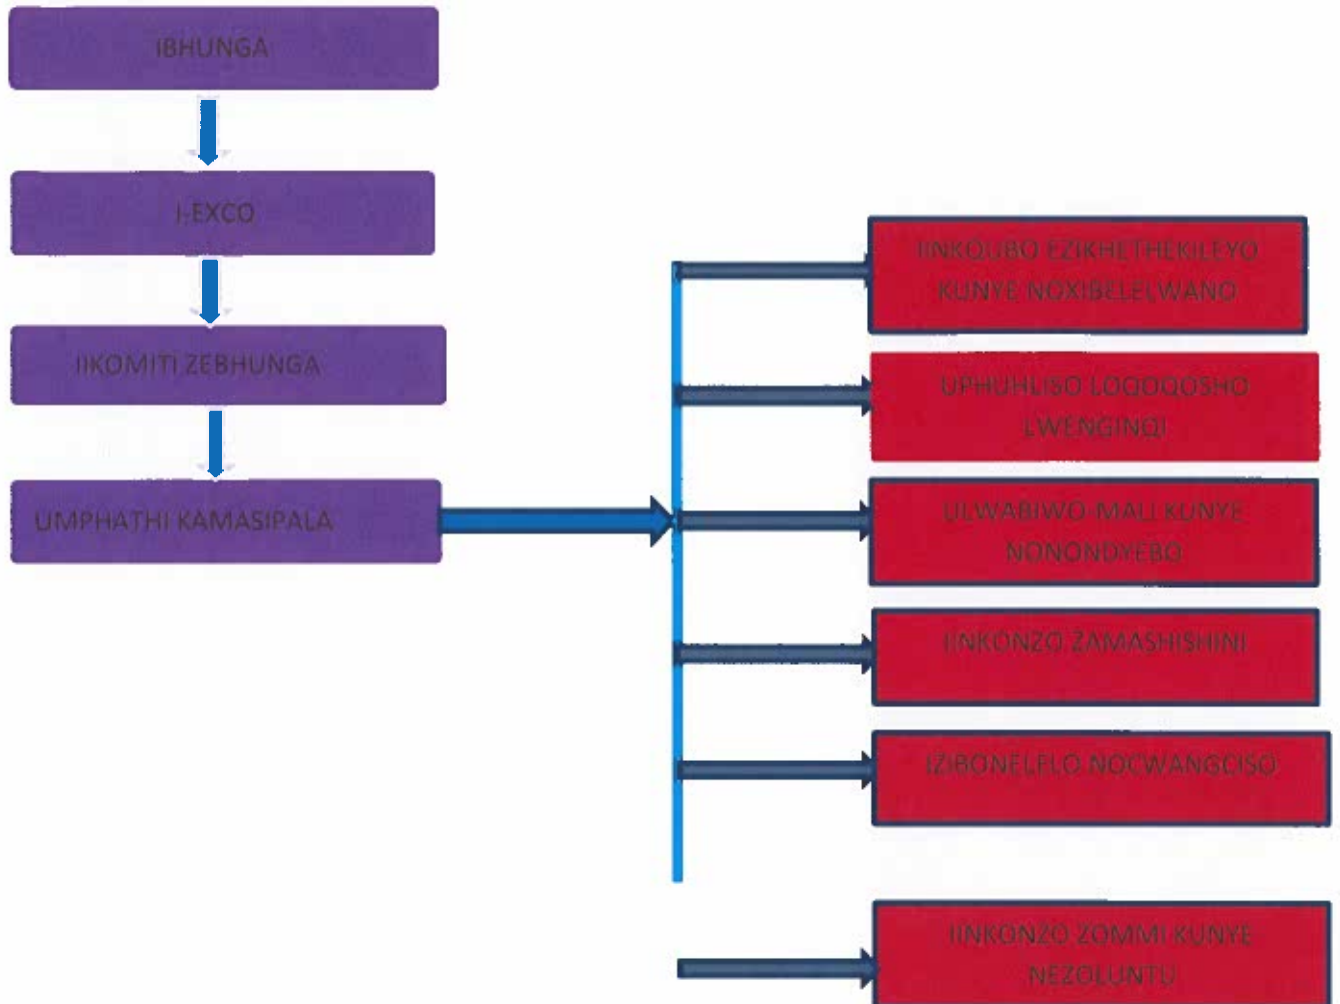 IBHUNGA
I-EXCO
IIKOMITI ZEBHUNGA
UMPHATHI KAMASIPALA
IINKQUBO EZIKHETHEKILEYO
KUNYE NOXIBELELWANO
UPHUHLISO LOQOQOSHO
LWENGINQI
ULWABIWO-MALI KUNYE
NONONDYEBO
IINKONZO ZAMASHISHINI
IZIBONELELO NOCWANGCISO
IINKONZO ZOMMI KUNYE
NEZOLUNTU